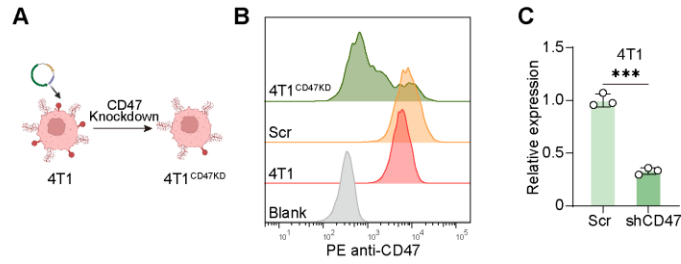 A
CD47
Knockdown
4T1
4T1CD47KD
B
4T1CD47KD
Scr
4T1
Blank
10¹ 10² 10³ 10⁴ 10⁵
PE anti-CD47
C
4T1
***
Relative expression
1.5
1.0
0.5
0
Scr shCD47